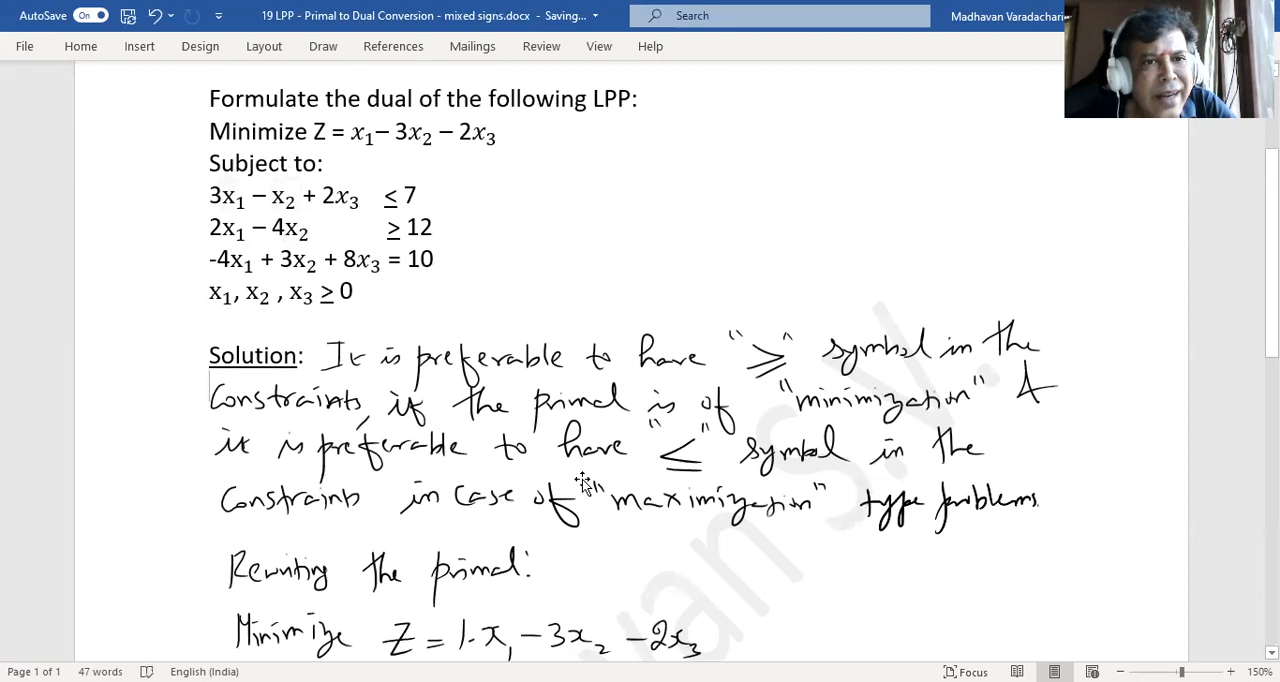 AutoSave On 19 LPP - Primal to Dual Conversion - mixed signs.docx - Saving... Search Madhavan Varadachari
File Home Insert Design Layout Draw References Mailings Review View Help
Formulate the dual of the following LPP:
Minimize Z = x₁– 3x₂ – 2x₃
Subject to:
3x₁ – x₂ + 2x₃ ≤ 7
2x₁ – 4x₂ ≥ 12
-4x₁ + 3x₂ + 8x₃ = 10
x₁, x₂ , x₃ ≥ 0
Solution: It is preferable to have "≥" symbol in the
Constraints, if the primal is of "minimization" &
it is preferable to have "≤" symbol in the
Constraints in case of "maximization" type problems.
Rewriting the primal:
Minimize Z = 1·x₁ – 3x₂ – 2x₃
Page 1 of 1 47 words English (India) Focus 150%